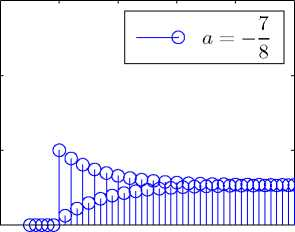 a = -7/8